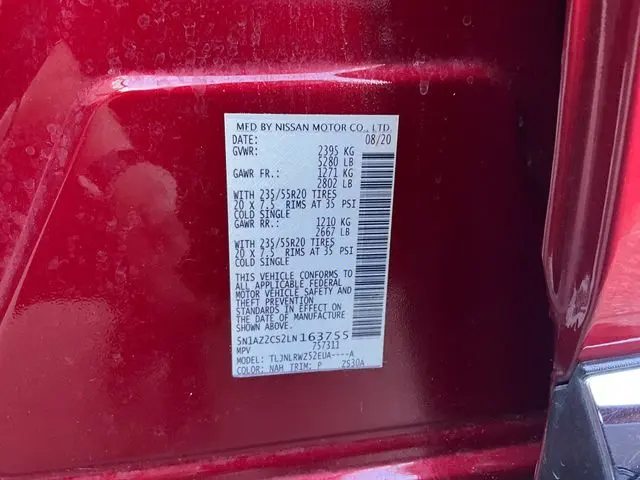 MFD BY NISSAN MOTOR CO., LTD.
DATE: 08/20
GVWR: 2395 KG
5280 LB
GAWR FR.: 1271 KG
2802 LB
WITH 235/55R20 TIRES
20 X 7.5 RIMS AT 35 PSI
COLD SINGLE
GAWR RR.: 1210 KG
2667 LB
WITH 235/55R20 TIRES
20 X 7.5 RIMS AT 35 PSI
COLD SINGLE
THIS VEHICLE CONFORMS TO
ALL APPLICABLE FEDERAL
MOTOR VEHICLE SAFETY AND
THEFT PREVENTION
STANDARDS IN EFFECT ON
THE DATE OF MANUFACTURE
SHOWN ABOVE.
5N1AZ2CS2LN163755
MPV 757311
MODEL: TLJNLRWZ52EUA----A
COLOR: NAH TRIM: P ZS30A